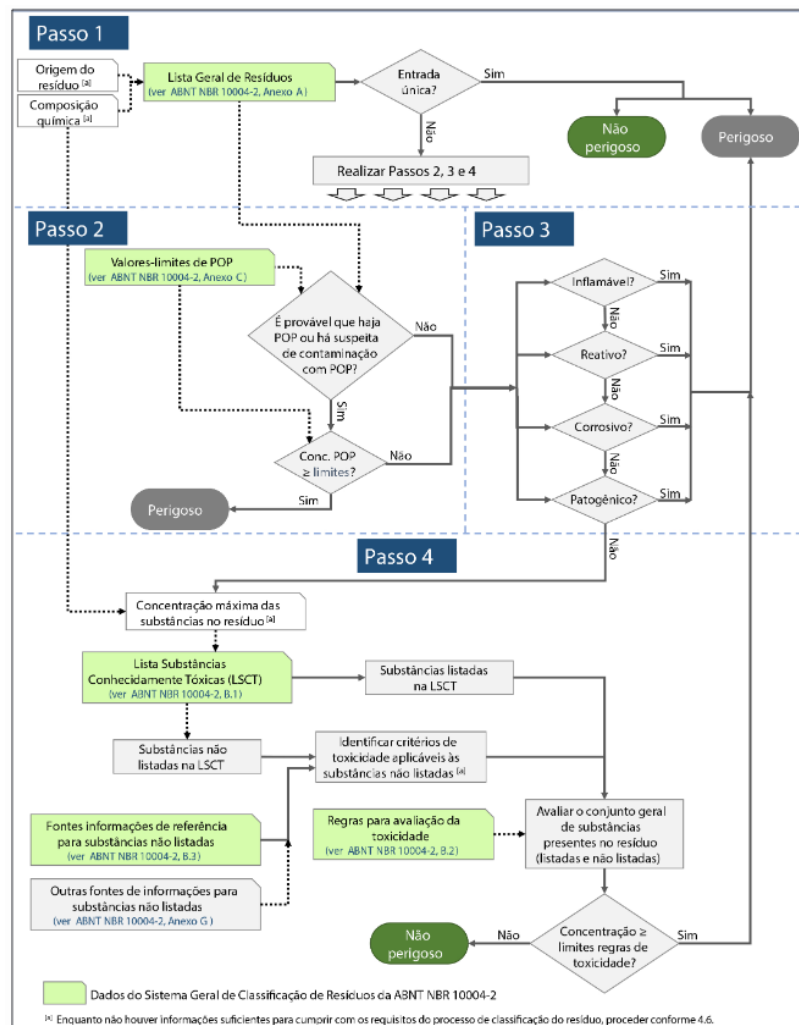 Passo 1
Origem do
resíduo [a]
Composição
química [a]
Lista Geral de Resíduos
(ver ABNT NBR 10004-2, Anexo A)
Entrada
única?
Sim
Não
Não
perigoso
Perigoso
Realizar Passos 2, 3 e 4
Passo 2
Valores-limites de POP
(ver ABNT NBR 10004-2, Anexo C)
É provável que haja
POP ou há suspeita
de contaminação
com POP?
Não
Sim
Conc. POP
≥ limites?
Não
Sim
Perigoso
Passo 3
Inflamável?
Sim
Não
Reativo?
Sim
Não
Corrosivo?
Sim
Não
Patogênico?
Sim
Não
Passo 4
Concentração máxima das
substâncias no resíduo [a]
Lista Substâncias
Conhecidamente Tóxicas (LSCT)
(ver ABNT NBR 10004-2, B.1)
Substâncias listadas
na LSCT
Substâncias não
listadas na LSCT
Identificar critérios de
toxicidade aplicáveis às
substâncias não listadas [a]
Fontes informações de referência
para substâncias não listadas
(ver ABNT NBR 10004-2, B.3)
Regras para avaliação da
toxicidade
(ver ABNT NBR 10004-2, B.2)
Avaliar o conjunto geral
de substâncias
presentes no resíduo
(listadas e não listadas)
Outras fontes de informações para
substâncias não listadas
(ver ABNT NBR 10004-2, Anexo G )
Não
perigoso
Não
Concentração ≥
limites regras de
toxicidade?
Sim
Dados do Sistema Geral de Classificação de Resíduos da ABNT NBR 10004-2
[a] Enquanto não houver informações suficientes para cumprir com os requisitos do processo de classificação do resíduo, proceder conforme 4.6.